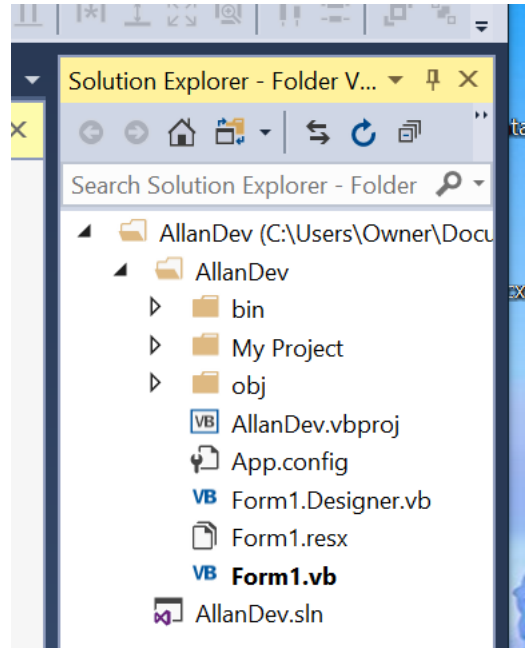 Solution Explorer - Folder V...
Search Solution Explorer - Folder
AllanDev (C:\Users\Owner\Docu
AllanDev
bin
My Project
obj
VB AllanDev.vbproj
App.config
VB Form1.Designer.vb
Form1.resx
VB Form1.vb
AllanDev.sln